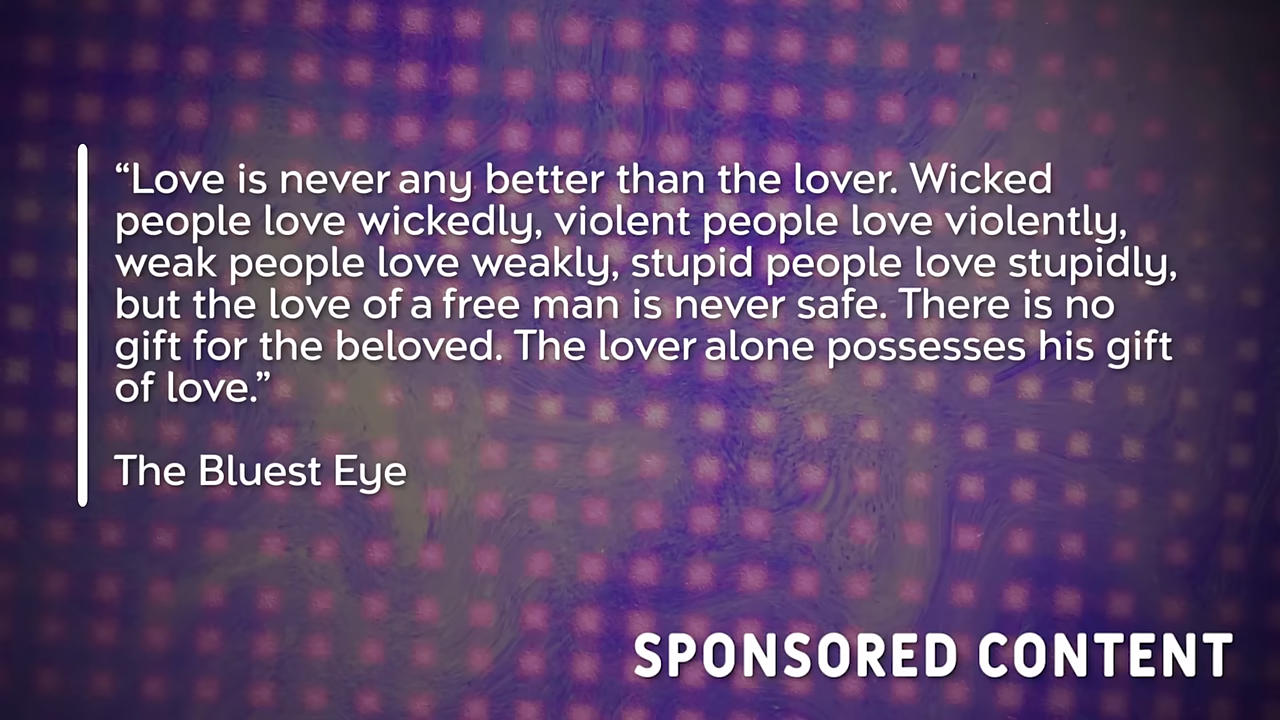 “Love is never any better than the lover. Wicked
people love wickedly, violent people love violently,
weak people love weakly, stupid people love stupidly,
but the love of a free man is never safe. There is no
gift for the beloved. The lover alone possesses his gift
of love.”
The Bluest Eye
SPONSORED CONTENT